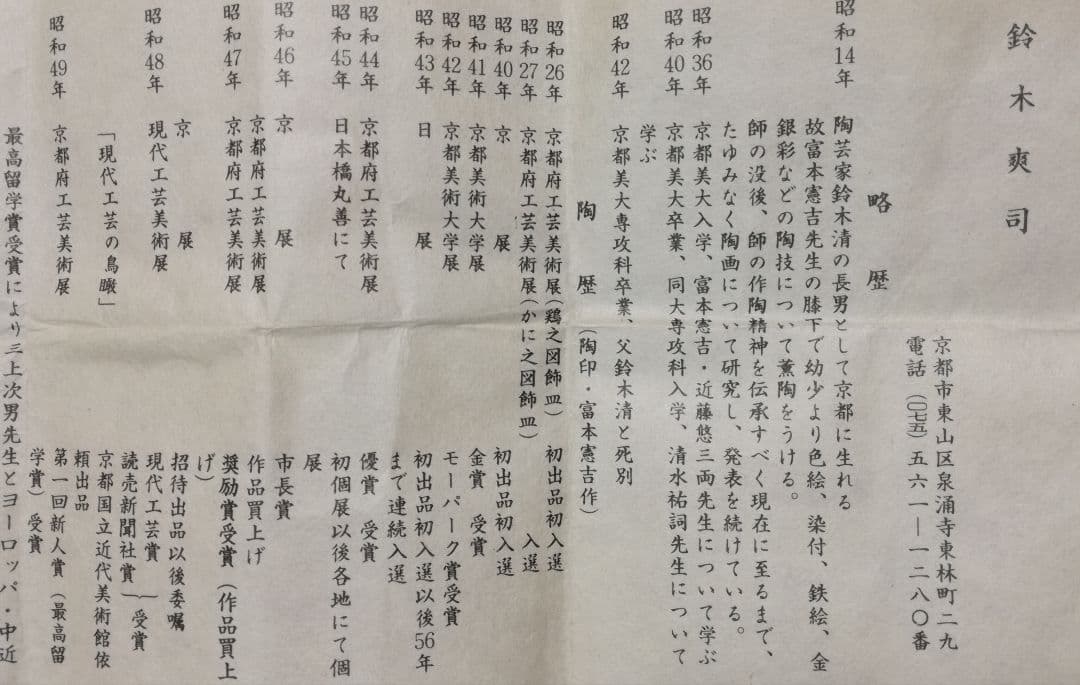 鈴木爽司
京都市東山区泉涌寺東林町二九
電話(〇七五)五六一―一二八〇番
略歴
昭和14年 陶芸家鈴木清の長男として京都に生れる
故富本憲吉先生の膝下で幼少より色絵、染付、鉄絵、金
銀彩などの陶技について薫陶をうける。
師の没後、師の作陶精神を伝承すべく現在に至るまで、
たゆみなく陶画について研究し、発表を続けている。
昭和36年 京都美大入学、富本憲吉・近藤悠三両先生について学ぶ
昭和40年 京都美大卒業、同大専攻科入学、清水祐詞先生について
学ぶ
昭和42年 京都美大専攻科卒業、父鈴木清と死別
陶歴(陶印・富本憲吉作)
昭和26年 京都府工芸美術展(鶏之図飾皿) 初出品初入選
昭和27年 京都府工芸美術展(かに之図飾皿) 入選
昭和40年 京展 初出品初入選
昭和41年 京都美術大学展 金賞 受賞
昭和42年 京都美術大学展 モーパーク賞受賞
昭和43年 日展 初出品初入選以後56年
まで連続入選
昭和44年 京都府工芸美術展 優賞 受賞
昭和45年 日本橋丸善にて 初個展以後各地にて個
展
昭和46年 京展 市長賞
京都府工芸美術展 作品買上げ
昭和47年 京都府工芸美術展 奨励賞受賞(作品買上
げ)
京展 招待出品以後委嘱
昭和48年 現代工芸美術展 現代工芸賞
読売新聞社賞 受賞
「現代工芸の鳥瞰」 京都国立近代美術館依
頼出品
昭和49年 京都府工芸美術展 第一回新人賞(最高留
学賞)受賞
最高留学賞受賞により三上次男先生とヨーロッパ・中近